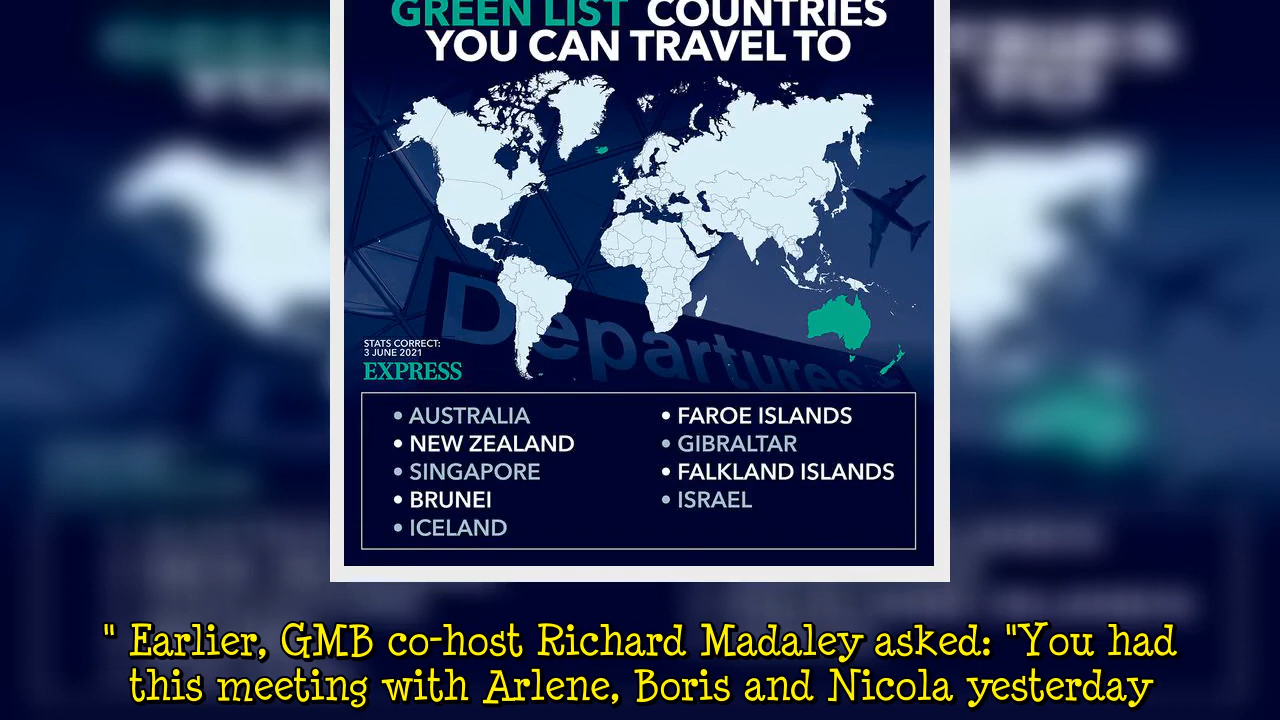 GREEN LIST COUNTRIES
YOU CAN TRAVEL TO
Departures
STATS CORRECT:
3 JUNE 2021
EXPRESS
• AUSTRALIA
• NEW ZEALAND
• SINGAPORE
• BRUNEI
• ICELAND
• FAROE ISLANDS
• GIBRALTAR
• FALKLAND ISLANDS
• ISRAEL
" Earlier, GMB co-host Richard Madaley asked: "You had
this meeting with Arlene, Boris and Nicola yesterday